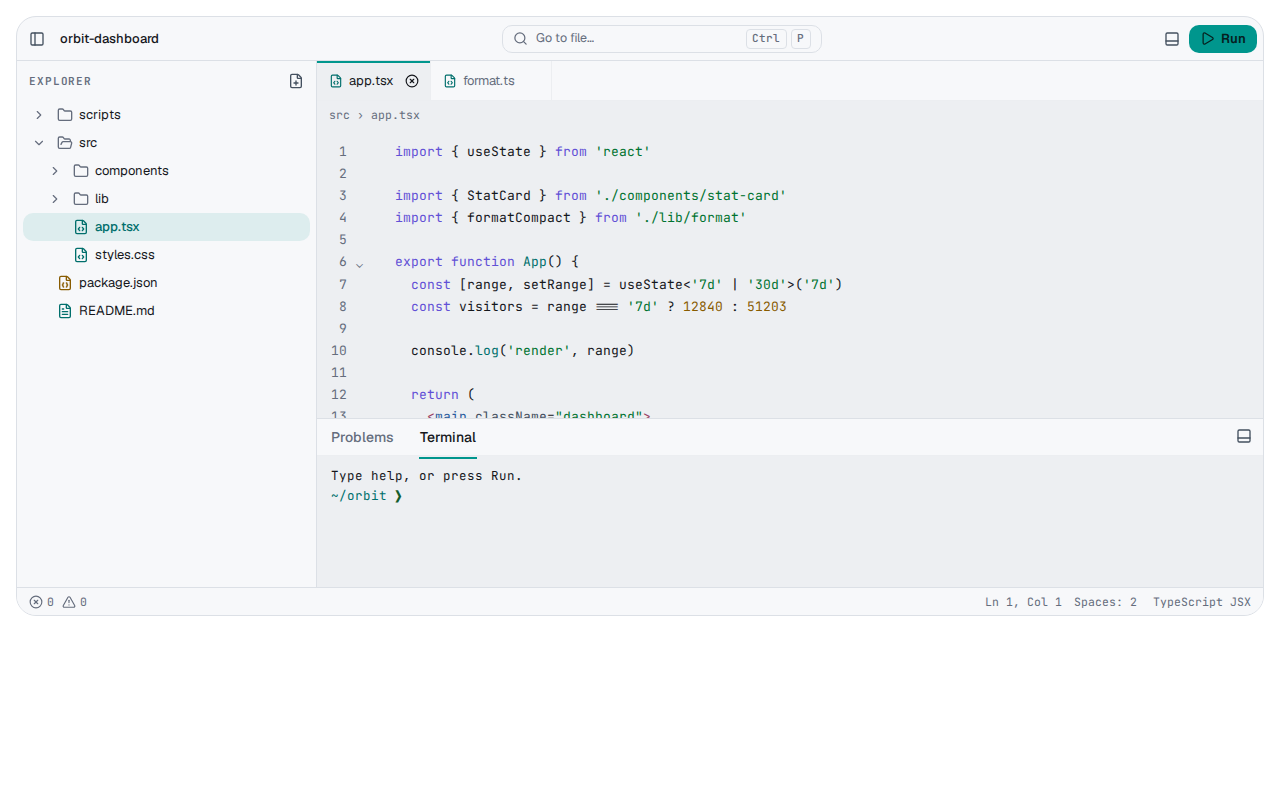 orbit-dashboard
Go to file…
Ctrl P
Run
EXPLORER
scripts
src
components
lib
app.tsx
styles.css
package.json
README.md
app.tsx
format.ts
src › app.tsx
1 import { useState } from 'react'
2
3 import { StatCard } from './components/stat-card'
4 import { formatCompact } from './lib/format'
5
6 export function App() {
7 const [range, setRange] = useState<'7d' | '30d'>('7d')
8 const visitors = range === '7d' ? 12840 : 51203
9
10 console.log('render', range)
11
12 return (
13 <main className="dashboard">
Problems Terminal
Type help, or press Run.
~/orbit ❯
0 0
Ln 1, Col 1 Spaces: 2 TypeScript JSX